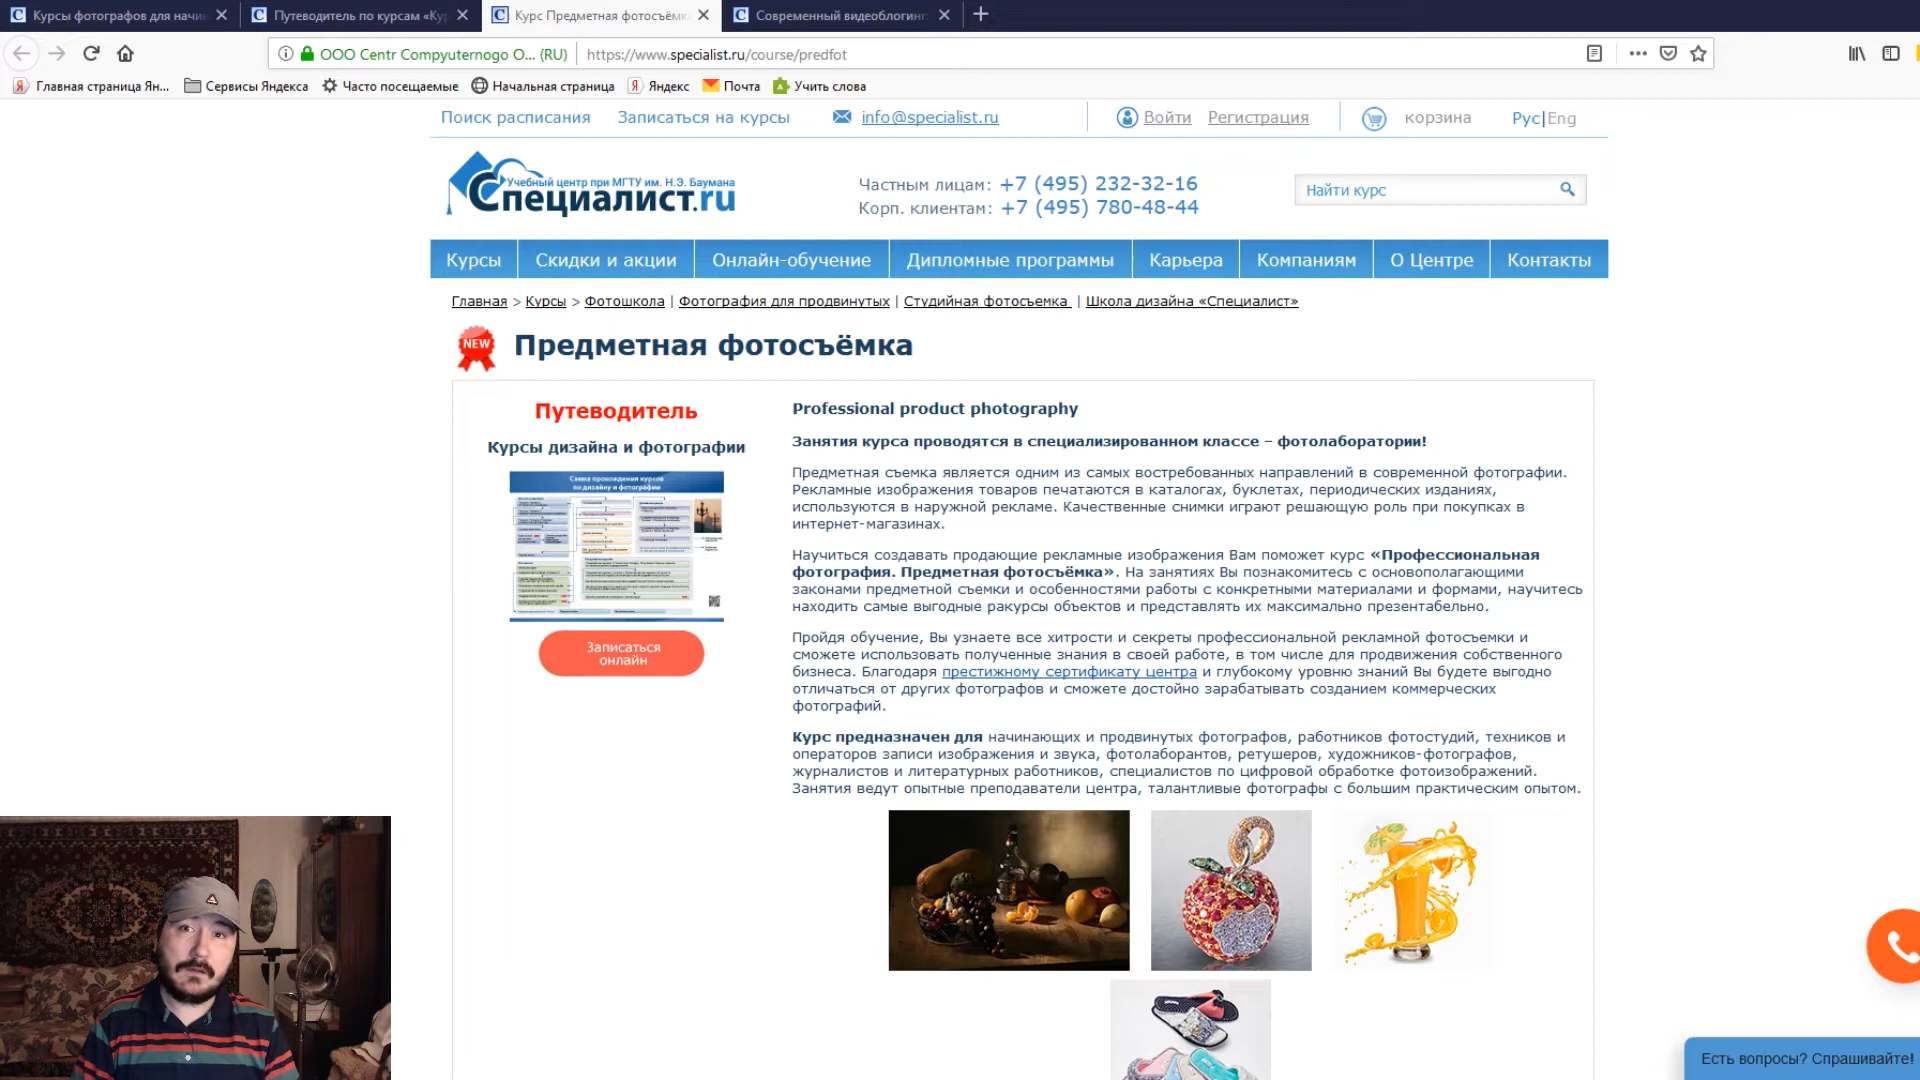 Курсы фотографов для начин
Путеводитель по курсам «Ку
Курс Предметная фотосъёмк
Современный видеоблогинг
ООО Centr Compyuternogo O... (RU)
https://www.specialist.ru/course/predfot
Главная страница Ян...
Сервисы Яндекса
Часто посещаемые
Начальная страница
Яндекс
Почта
Учить слова
Поиск расписания
Записаться на курсы
info@specialist.ru
Войти
Регистрация
корзина
Рус|Eng
Учебный центр при МГТУ им. Н.Э. Баумана
Специалист.ru
Частным лицам: +7 (495) 232-32-16
Корп. клиентам: +7 (495) 780-48-44
Найти курс
Курсы
Скидки и акции
Онлайн-обучение
Дипломные программы
Карьера
Компаниям
О Центре
Контакты
Главная > Курсы > Фотошкола | Фотография для продвинутых | Студийная фотосъемка | Школа дизайна «Специалист»
NEW
Предметная фотосъёмка
Путеводитель
Курсы дизайна и фотографии
Схема прохождения курсов
по дизайну и фотографии
Записаться
онлайн
Professional product photography
Занятия курса проводятся в специализированном классе – фотолаборатории!
Предметная съемка является одним из самых востребованных направлений в современной фотографии.
Рекламные изображения товаров печатаются в каталогах, буклетах, периодических изданиях,
используются в наружной рекламе. Качественные снимки играют решающую роль при покупках в
интернет-магазинах.
Научиться создавать продающие рекламные изображения Вам поможет курс «Профессиональная
фотография. Предметная фотосъёмка». На занятиях Вы познакомитесь с основополагающими
законами предметной съемки и особенностями работы с конкретными материалами и формами, научитесь
находить самые выгодные ракурсы объектов и представлять их максимально презентабельно.
Пройдя обучение, Вы узнаете все хитрости и секреты профессиональной рекламной фотосъемки и
сможете использовать полученные знания в своей работе, в том числе для продвижения собственного
бизнеса. Благодаря престижному сертификату центра и глубокому уровню знаний Вы будете выгодно
отличаться от других фотографов и сможете достойно зарабатывать созданием коммерческих
фотографий.
Курс предназначен для начинающих и продвинутых фотографов, работников фотостудий, техников и
операторов записи изображения и звука, фотолаборантов, ретушеров, художников-фотографов,
журналистов и литературных работников, специалистов по цифровой обработке фотоизображений.
Занятия ведут опытные преподаватели центра, талантливые фотографы с большим практическим опытом.
Есть вопросы? Спрашивайте!